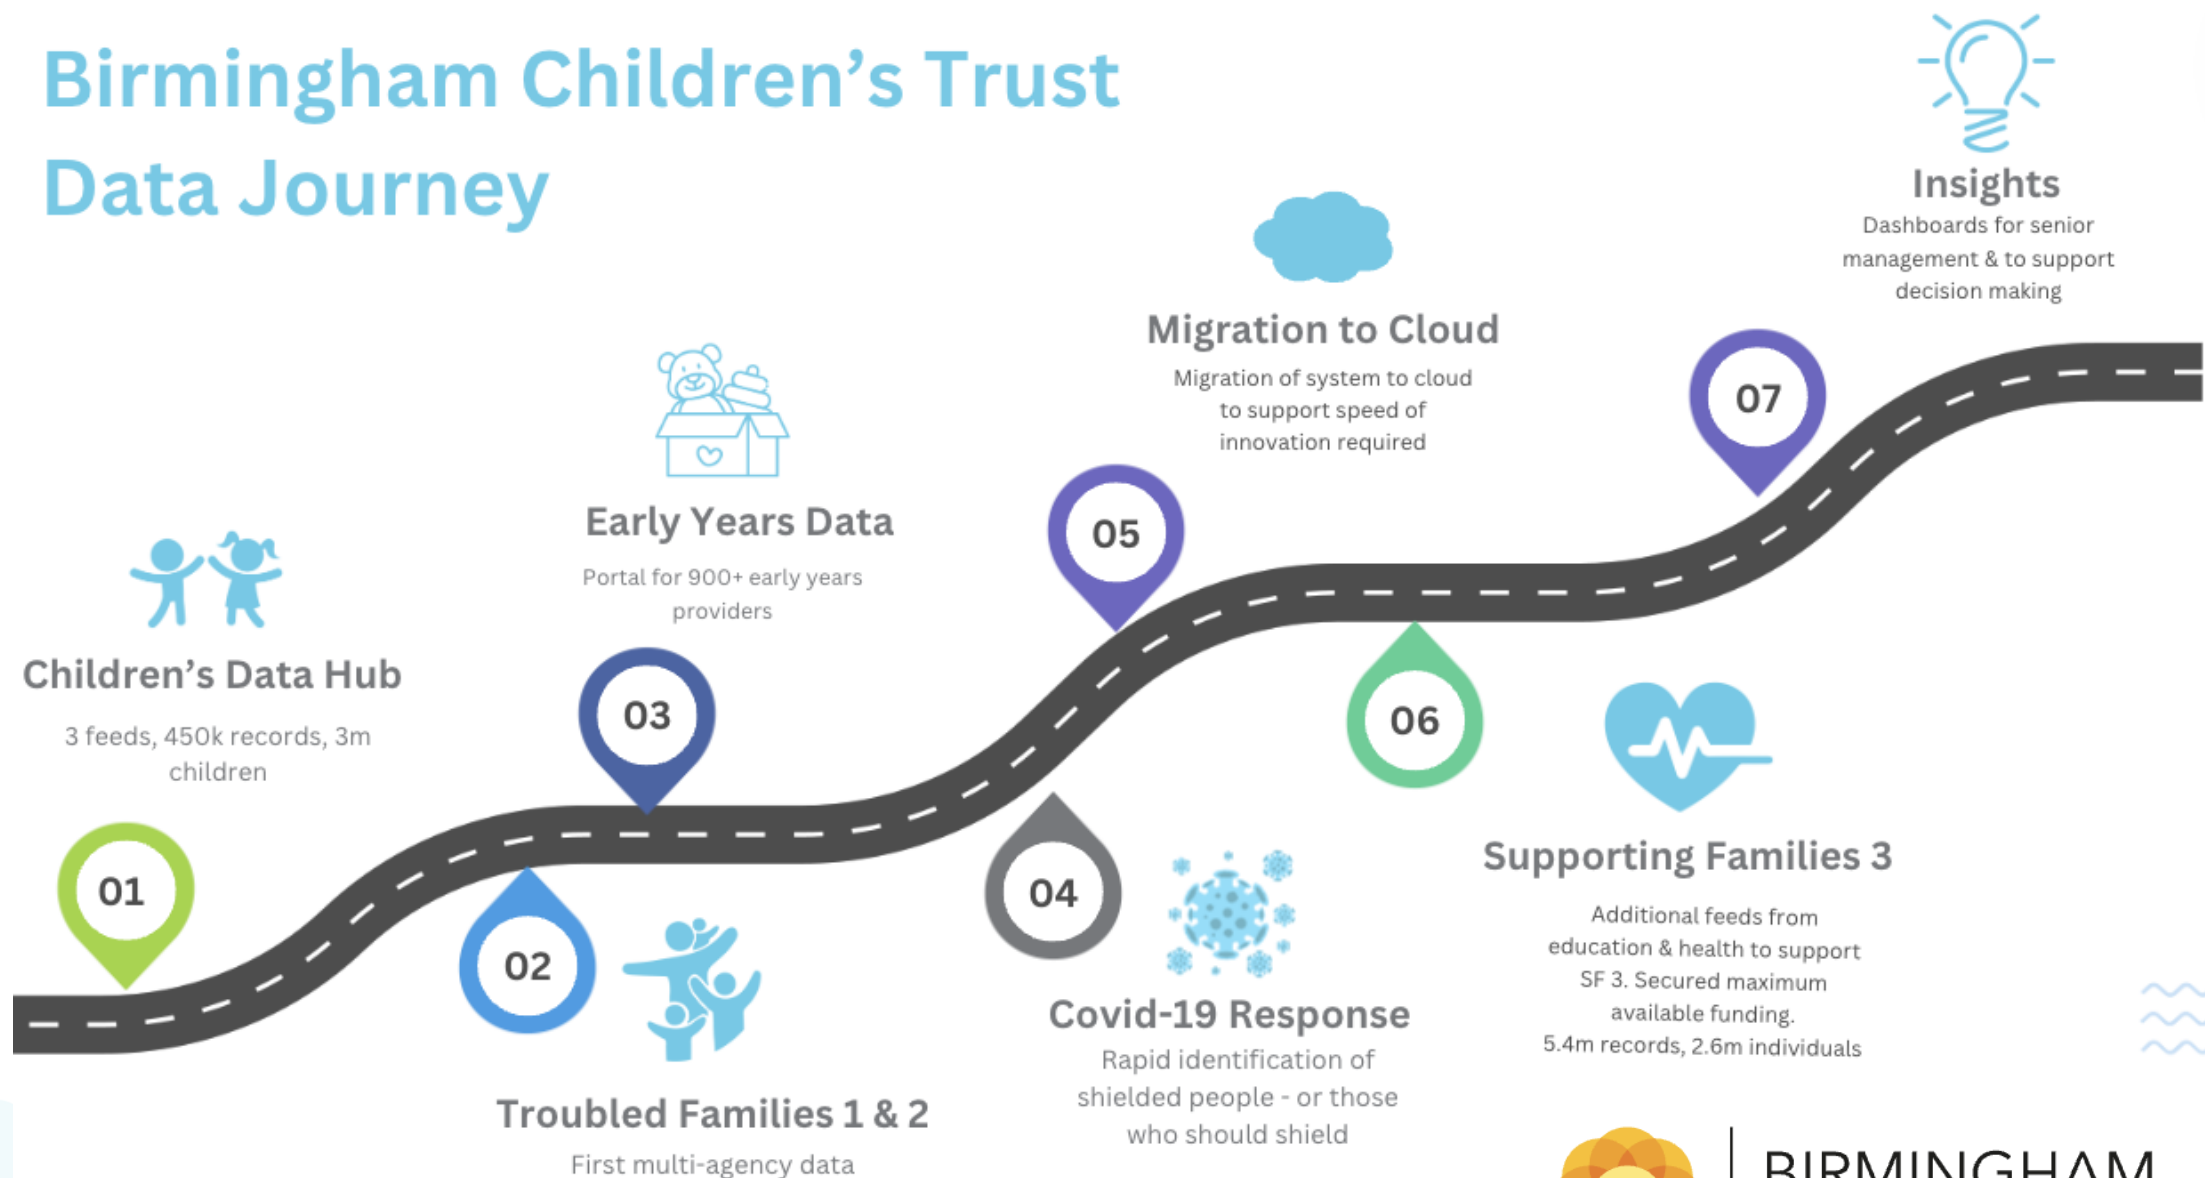 Birmingham Children's Trust
Data Journey
01
Children's Data Hub
3 feeds, 450k records, 3m
children
02
Troubled Families 1 & 2
First multi-agency data
03
Early Years Data
Portal for 900+ early years
providers
04
Covid-19 Response
Rapid identification of
shielded people - or those
who should shield
05
Migration to Cloud
Migration of system to cloud
to support speed of
innovation required
06
Supporting Families 3
Additional feeds from
education & health to support
SF 3. Secured maximum
available funding.
5.4m records, 2.6m individuals
07
Insights
Dashboards for senior
management & to support
decision making
BIRMINGHAM